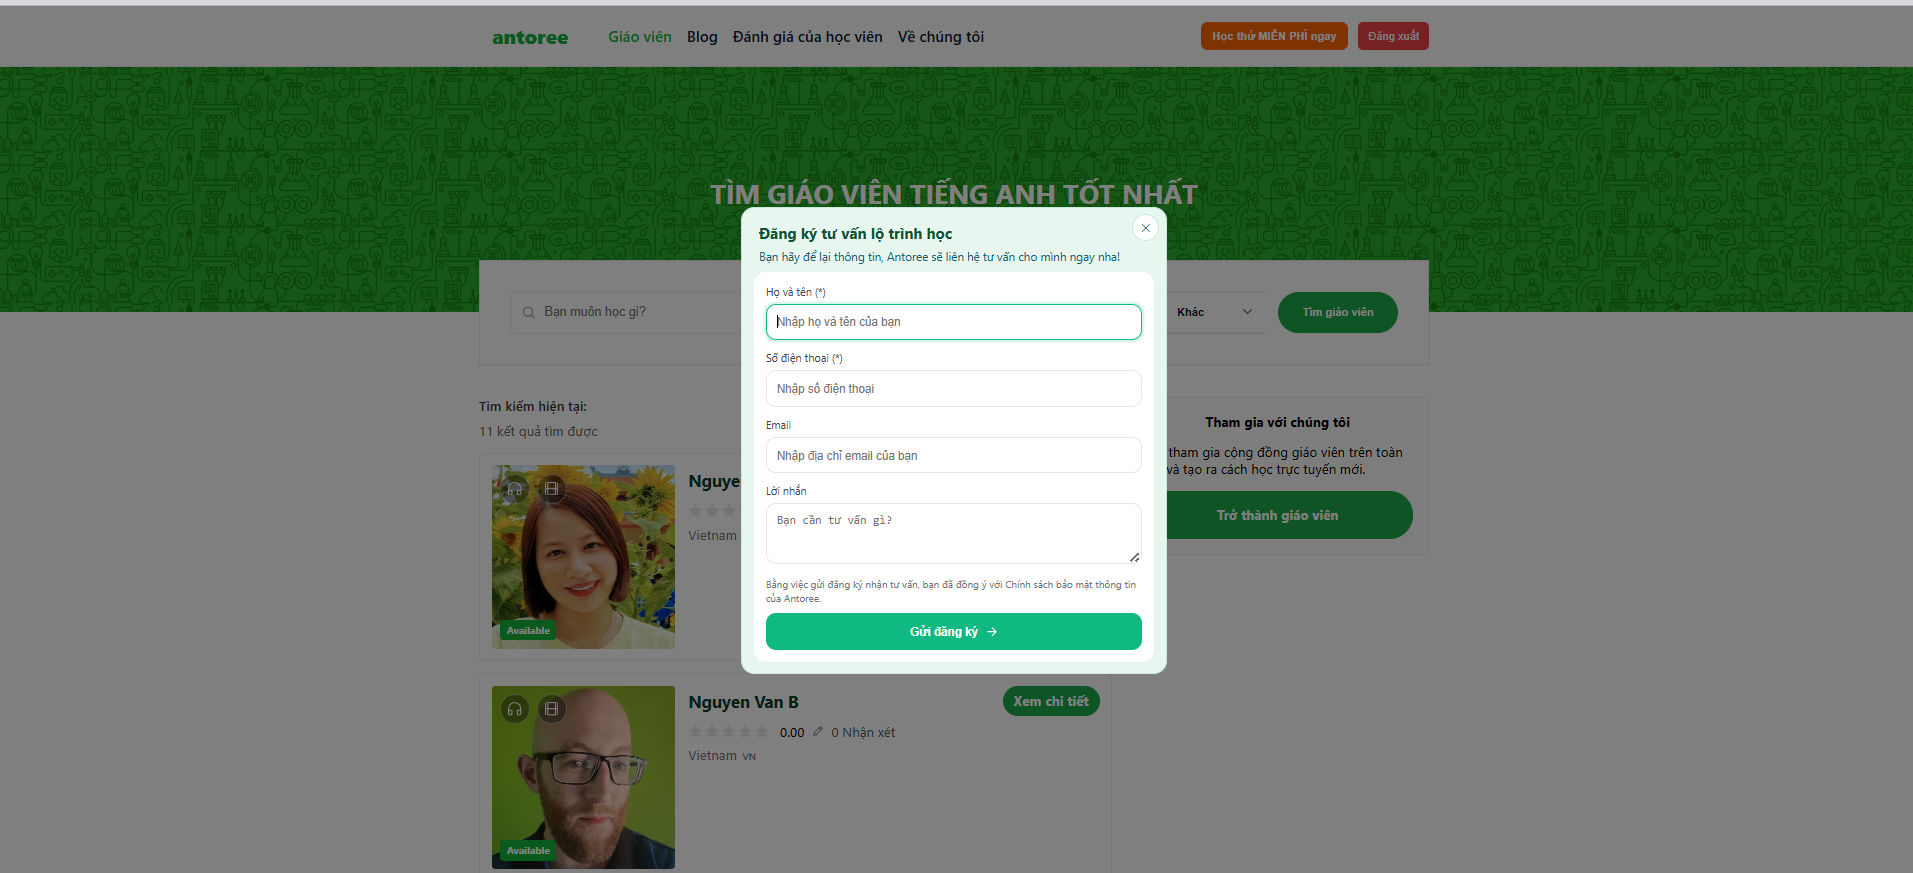 antoree
Giáo viên
Blog
Đánh giá của học viên
Về chúng tôi
Học thử MIỄN PHÍ ngay
Đăng xuất
TÌM GIÁO VIÊN TIẾNG ANH TỐT NHẤT
Đăng ký tư vấn lộ trình học
Bạn hãy để lại thông tin, Antoree sẽ liên hệ tư vấn cho mình ngay nha!
Họ và tên (*)
Nhập họ và tên của bạn
Số điện thoại (*)
Nhập số điện thoại
Email
Nhập địa chỉ email của bạn
Lời nhắn
Bạn cần tư vấn gì?
Bằng việc gửi đăng ký nhận tư vấn, bạn đã đồng ý với Chính sách bảo mật thông tin
của Antoree.
Gửi đăng ký →
Bạn muốn học gì?
Khác
Tìm giáo viên
Tìm kiếm hiện tại:
11 kết quả tìm được
Nguye
Vietnam
Available
Tham gia với chúng tôi
tham gia cộng đồng giáo viên trên toàn
và tạo ra cách học trực tuyến mới.
Trở thành giáo viên
Nguyen Van B
Xem chi tiết
0.00
0 Nhận xét
Vietnam VN
Available